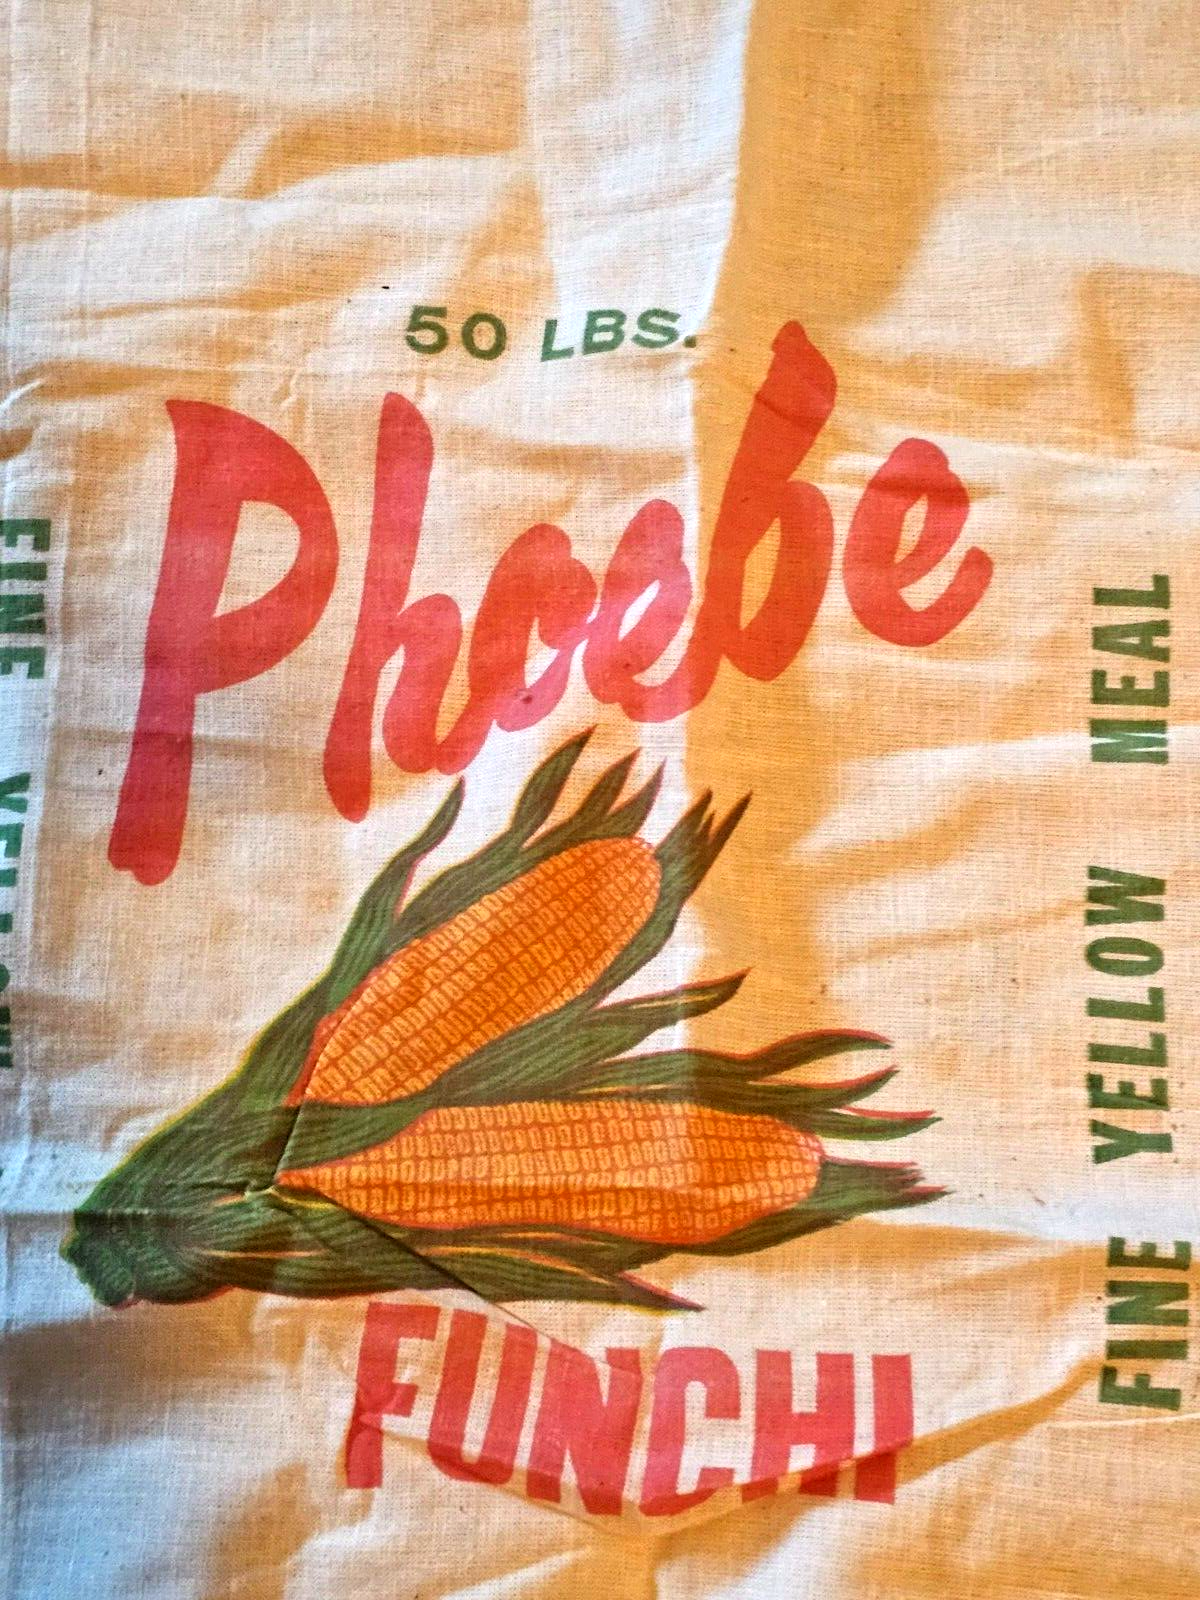 50 LBS.
Phoebe
FUNCHI
FINE YELLOW MEAL
FINE